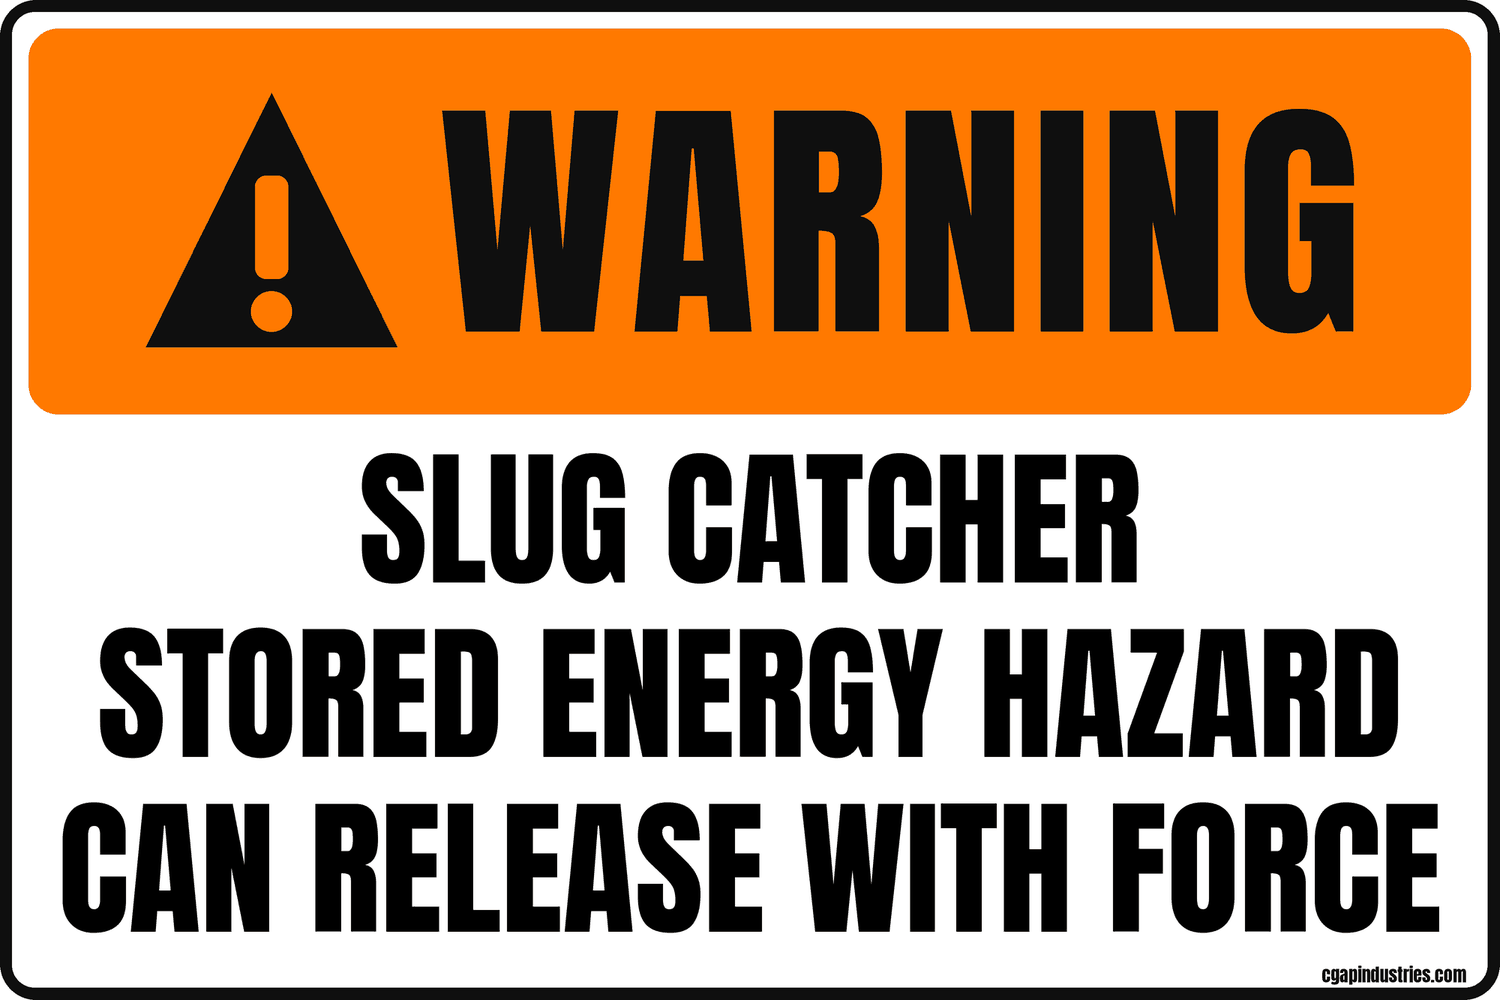 WARNING
SLUG CATCHER
STORED ENERGY HAZARD
CAN RELEASE WITH FORCE
cgapindustries.com